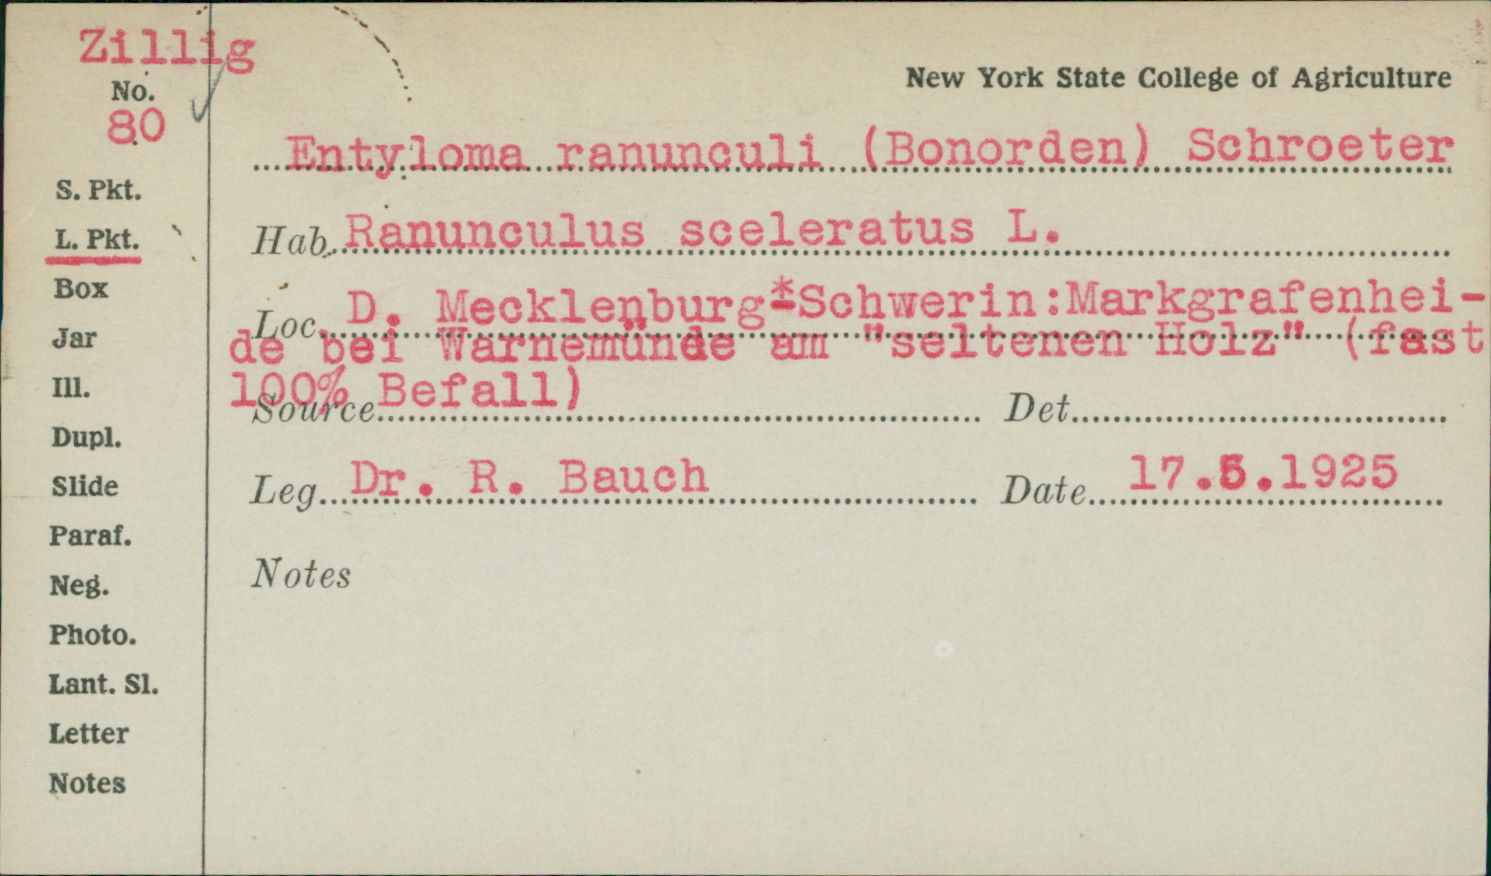 Zillig
No.
80
New York State College of Agriculture
Entyloma ranunculi (Bonorden) Schroeter
S. Pkt.
L. Pkt.
Box
Jar
Ill.
Dupl.
Slide
Paraf.
Neg.
Photo.
Lant. Sl.
Letter
Notes
Hab. Ranunculus sceleratus L.
Loc. D. Mecklenburg-Schwerin:Markgrafenhei-
de bei Warnemünde am "seltenen Holz" (fast
100% Befall)
Source Det.
Leg. Dr. R. Bauch Date 17.5.1925
Notes